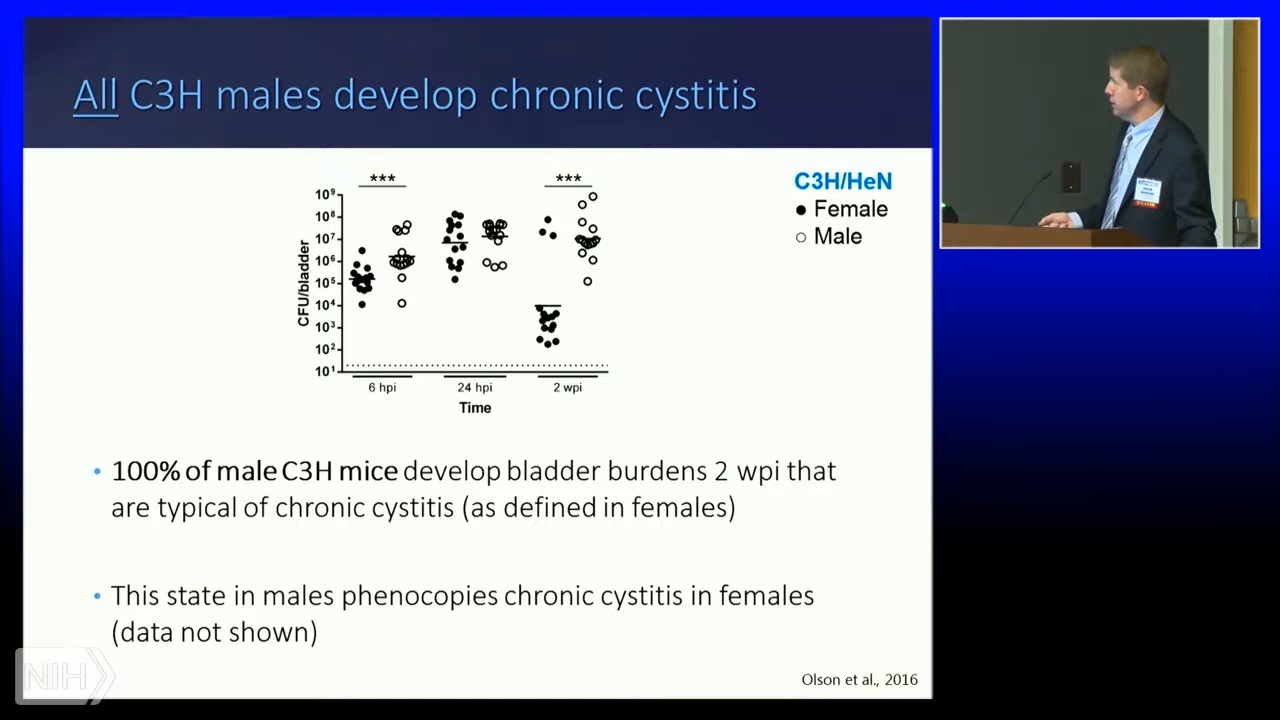 All C3H males develop chronic cystitis
*** ***
C3H/HeN
Female
Male
CFU/bladder
10⁹
10⁸
10⁷
10⁶
10⁵
10⁴
10³
10²
10¹
6 hpi 24 hpi 2 wpi
Time
• 100% of male C3H mice develop bladder burdens 2 wpi that
are typical of chronic cystitis (as defined in females)
• This state in males phenocopies chronic cystitis in females
(data not shown)
Olson et al., 2016
NIH